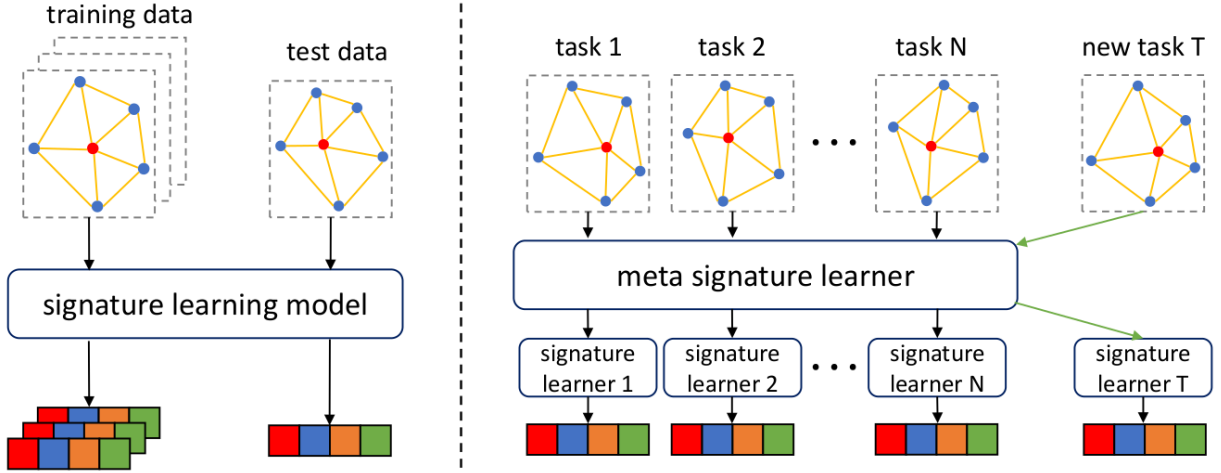 training data
test data
signature learning model
task 1
task 2
task N
new task T
meta signature learner
signature
learner 1
signature
learner 2
signature
learner N
signature
learner T